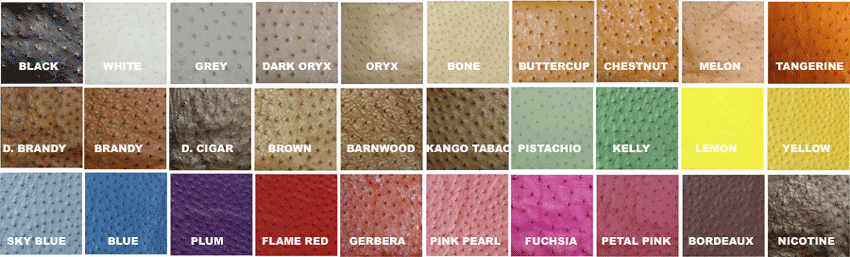 BLACK
WHITE
GREY
DARK ORYX
ORYX
BONE
BUTTERCUP
CHESTNUT
MELON
TANGERINE
D. BRANDY
BRANDY
D. CIGAR
BROWN
BARNWOOD
KANGO TABAC
PISTACHIO
KELLY
LEMON
YELLOW
SKY BLUE
BLUE
PLUM
FLAME RED
GERBERA
PINK PEARL
FUCHSIA
PETAL PINK
BORDEAUX
NICOTINE